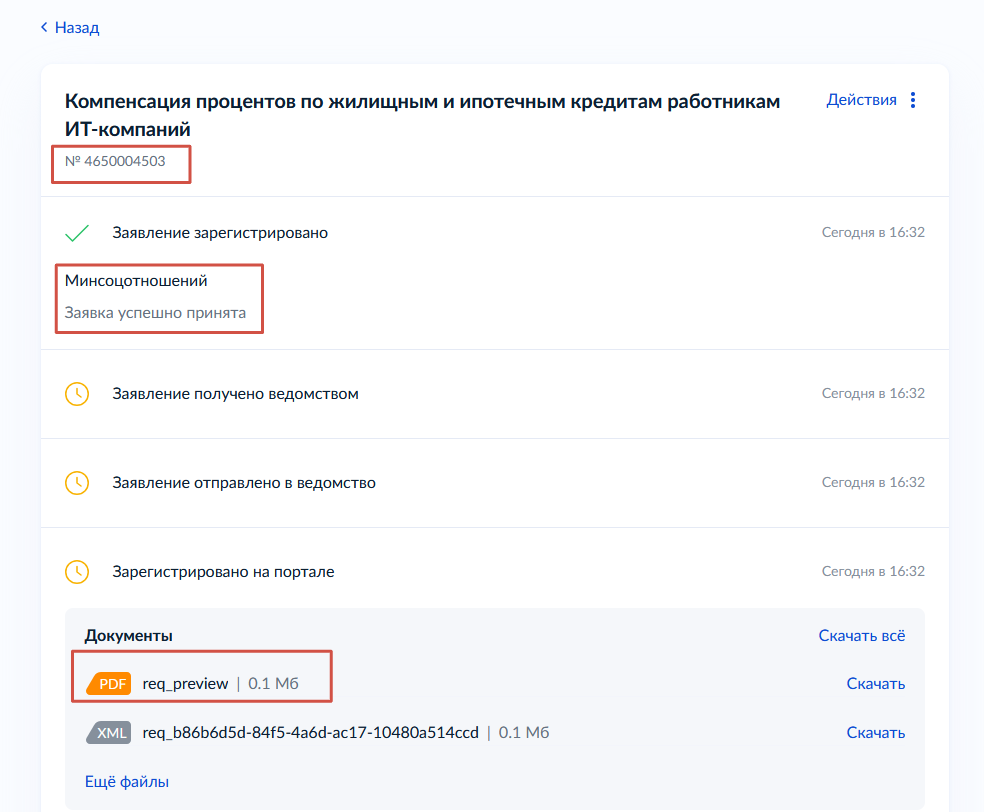 Назад
Компенсация процентов по жилищным и ипотечным кредитам работникам
ИТ-компаний
Действия
№ 4650004503
Заявление зарегистрировано
Сегодня в 16:32
Минсоцотношений
Заявка успешно принята
Заявление получено ведомством
Сегодня в 16:32
Заявление отправлено в ведомство
Сегодня в 16:32
Зарегистрировано на портале
Сегодня в 16:32
Документы
Скачать всё
PDF req_preview | 0.1 Мб
Скачать
XML req_b86b6d5d-84f5-4a6d-ac17-10480a514ccd | 0.1 Мб
Скачать
Ещё файлы